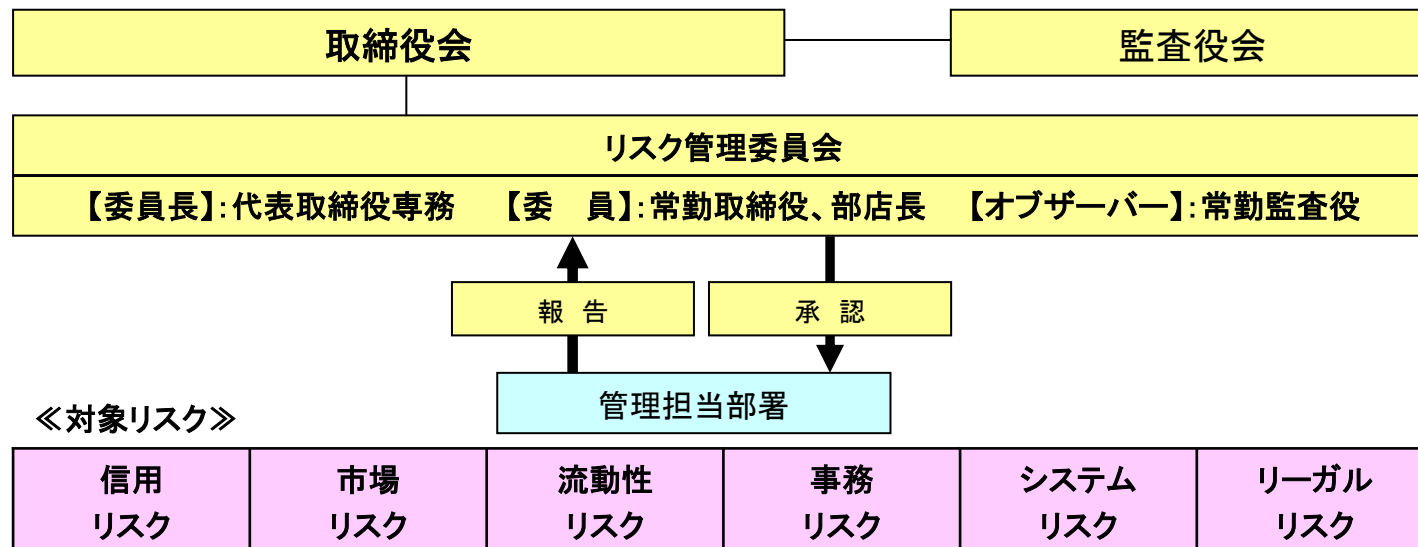 取締役会
監査役会
リスク管理委員会
【委員長】:代表取締役専務　【委　員】:常勤取締役、部店長　【オブザーバー】:常勤監査役
報　告
承　認
管理担当部署
≪対象リスク≫
信用
リスク
市場
リスク
流動性
リスク
事務
リスク
システム
リスク
リーガル
リスク